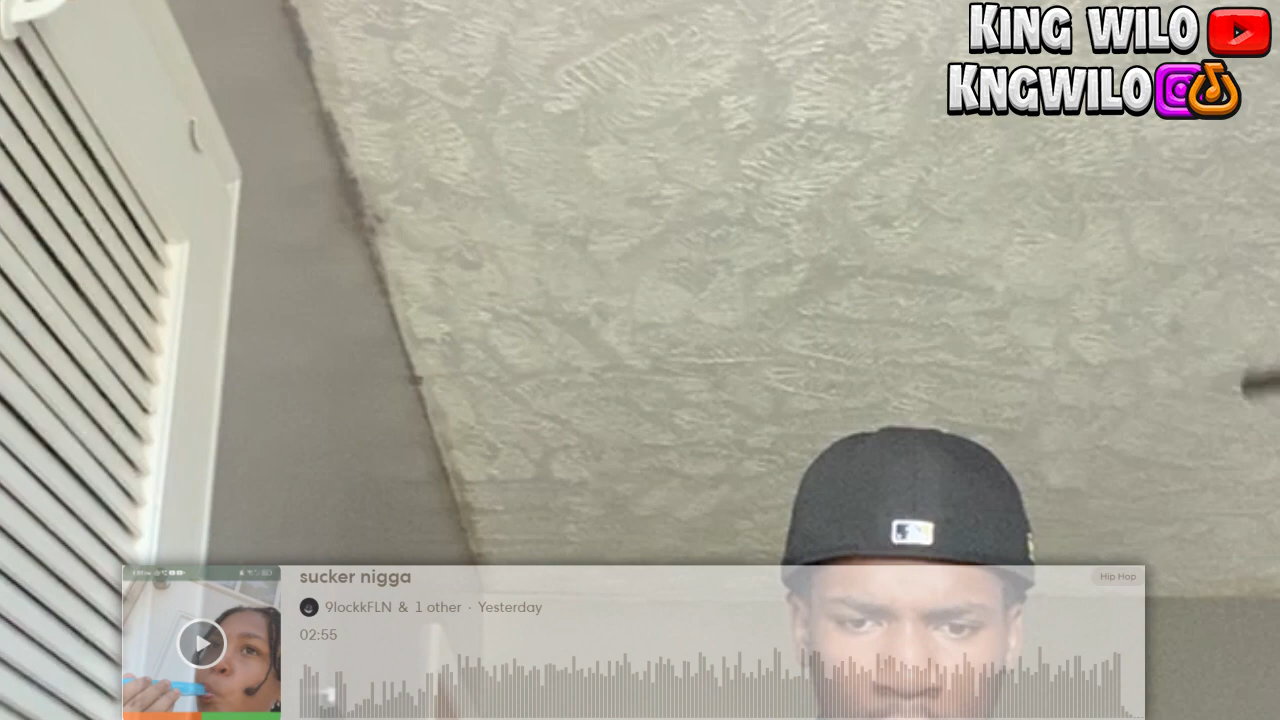 KING WILO
KNGWILO
sucker nigga
Hip Hop
9lockkFLN & 1 other · Yesterday
02:55